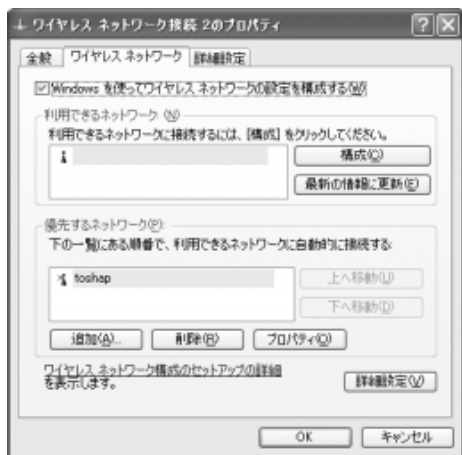 ワイヤレス ネットワーク接続 2のプロパティ
全般 ワイヤレス ネットワーク 詳細設定
Windows を使ってワイヤレス ネットワークの設定を構成する(W)
利用できるネットワーク: (N)
利用できるネットワークに接続するには、[構成] をクリックしてください。
構成(C)
最新の情報に更新(E)
優先するネットワーク(P):
下の一覧にある順番で、利用できるネットワークに自動的に接続する:
toshap
上へ移動(U)
下へ移動(D)
追加(A)... 削除(R) プロパティ(O)
ワイヤレス ネットワーク構成のセットアップの詳細
を表示します。
詳細設定(V)
OK キャンセル